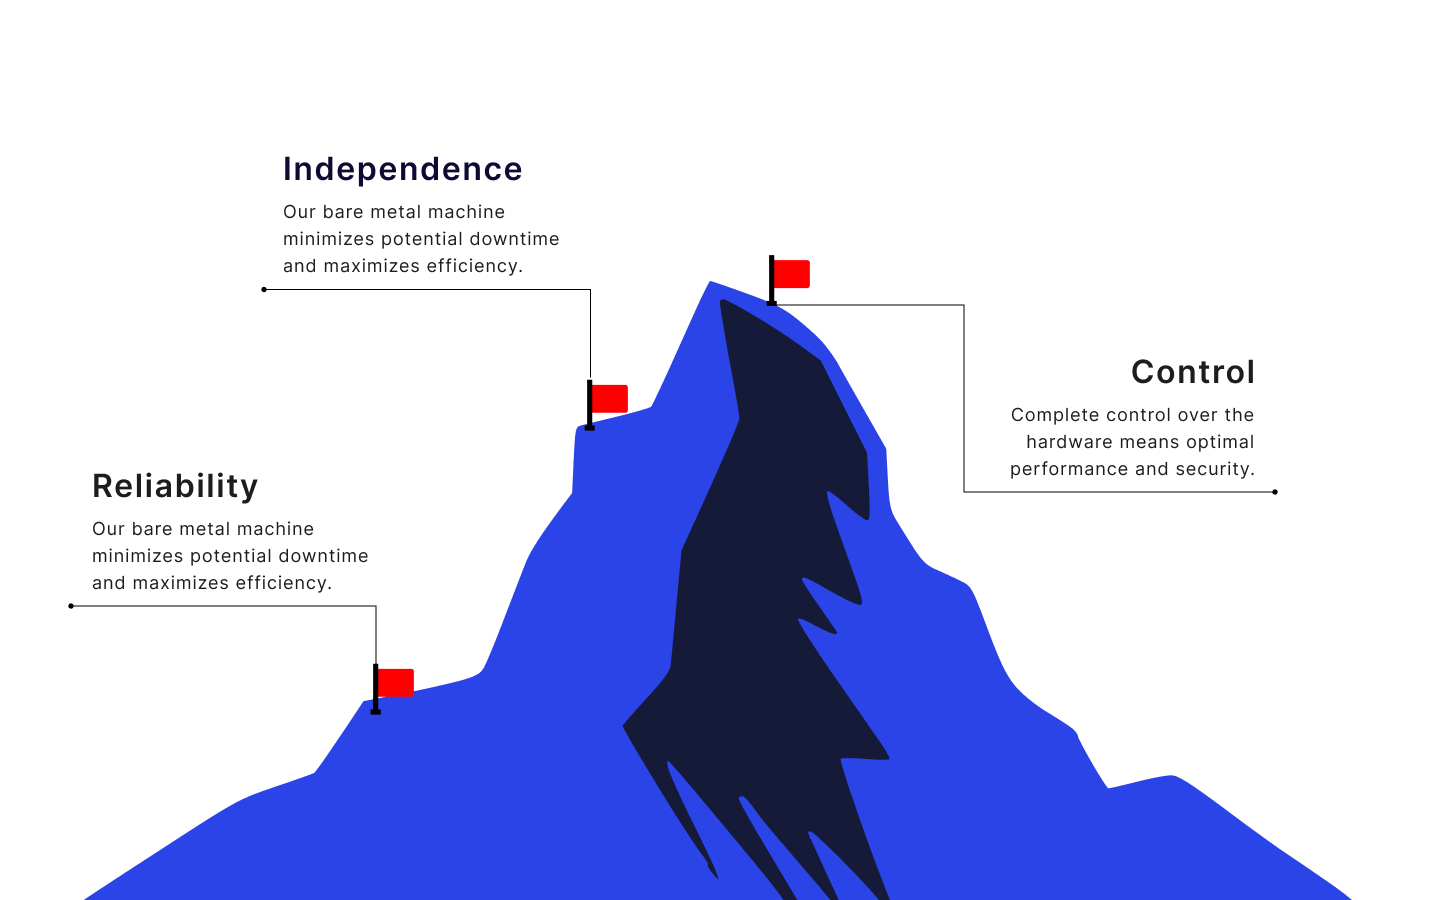 Independence
Our bare metal machine
minimizes potential downtime
and maximizes efficiency.
Control
Complete control over the
hardware means optimal
performance and security.
Reliability
Our bare metal machine
minimizes potential downtime
and maximizes efficiency.